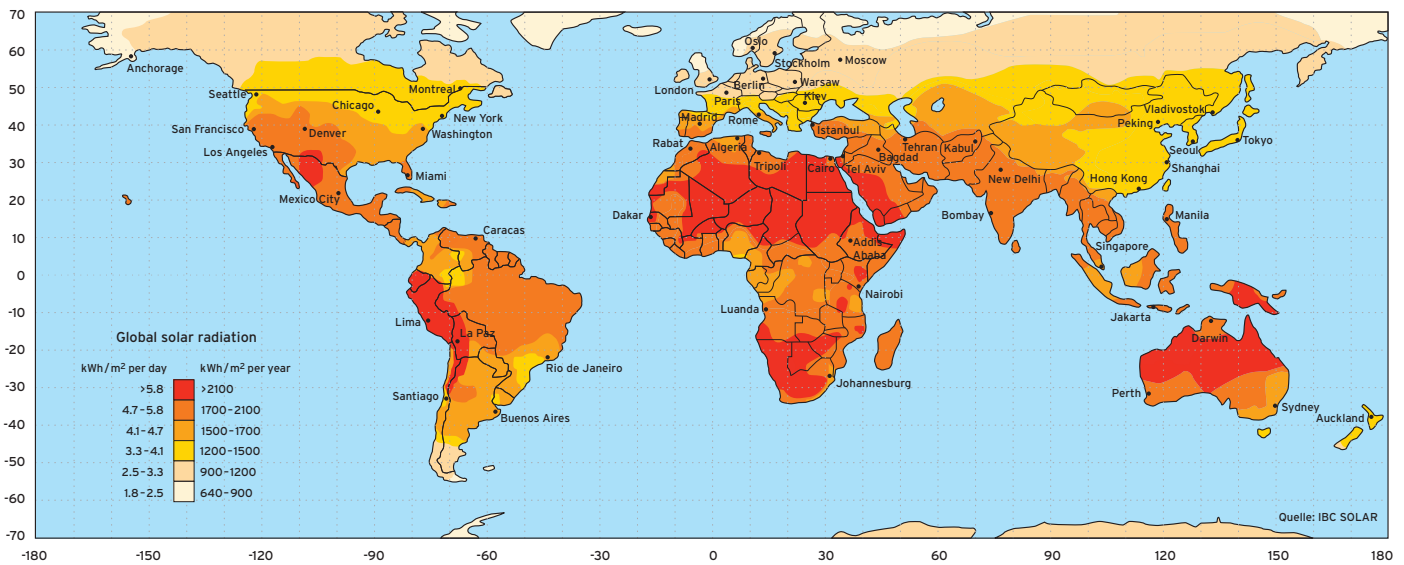 70
60
50
40
30
20
10
0
-10
-20
-30
-40
-50
-60
-70
-180
-150
-120
-90
-60
-30
0
30
60
90
120
150
180
Anchorage
Seattle
Montreal
Chicago
New York
San Francisco
Denver
Washington
Los Angeles
Miami
Mexico City
Caracas
Lima
La Paz
Rio de Janeiro
Santiago
Buenos Aires
Oslo
Stockholm
Moscow
London
Berlin
Warsaw
Paris
Kiev
Madrid
Rome
Istanbul
Rabat
Algeria
Tripoli
Cairo
Tel Aviv
Bagdad
Tehran
Kabul
New Delhi
Bombay
Dakar
Addis
Ababa
Nairobi
Luanda
Johannesburg
Vladivostok
Peking
Seoul
Tokyo
Shanghai
Hong Kong
Manila
Singapore
Jakarta
Darwin
Perth
Sydney
Auckland
Global solar radiation
kWh/m² per day kWh/m² per year
>5.8 >2100
4.7-5.8 1700-2100
4.1-4.7 1500-1700
3.3-4.1 1200-1500
2.5-3.3 900-1200
1.8-2.5 640-900
Quelle: IBC SOLAR